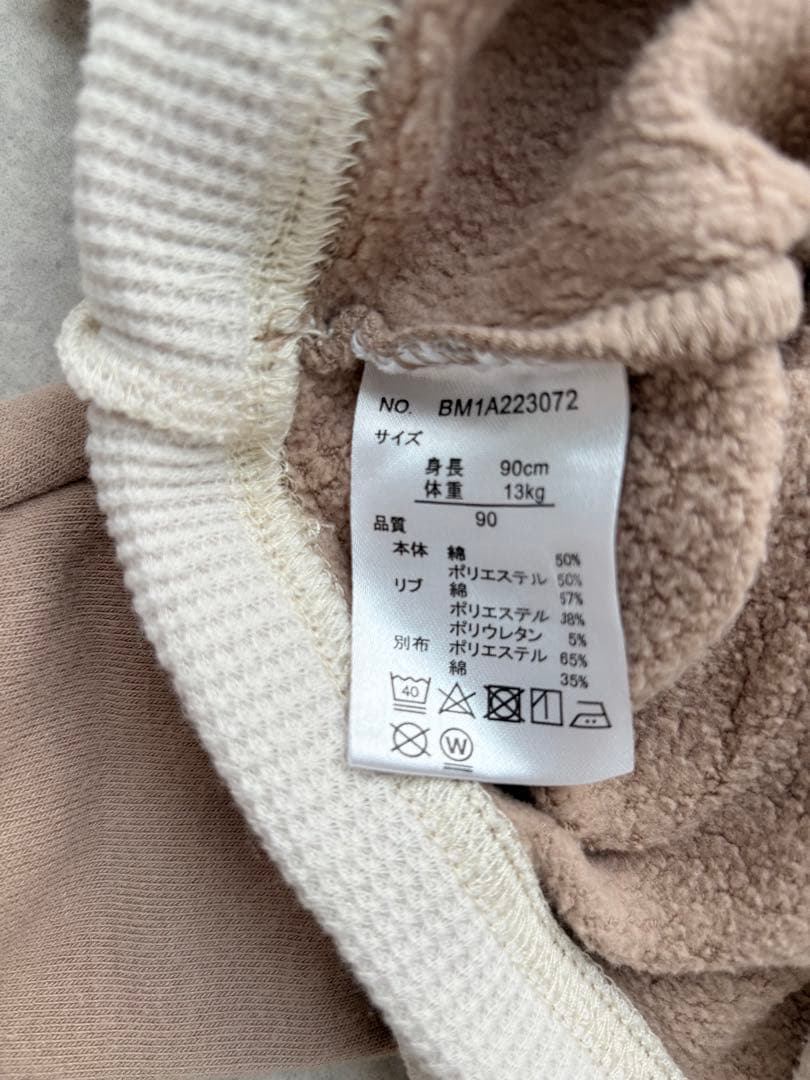 NO. BM1A223072
サイズ
身長 90cm
体重 13kg
90
品質
本体 綿 50%
ポリエステル 50%
リブ 綿 57%
ポリエステル 38%
ポリウレタン 5%
別布 ポリエステル 65%
綿 35%
40
W